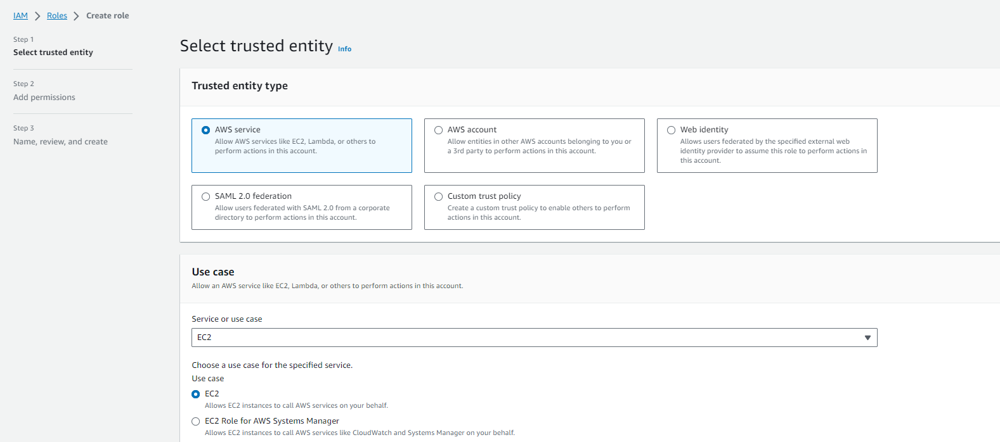 IAM > Roles > Create role
Step 1
Select trusted entity
Step 2
Add permissions
Step 3
Name, review, and create
Select trusted entity Info
Trusted entity type
AWS service
Allow AWS services like EC2, Lambda, or others to
perform actions in this account.
AWS account
Allow entities in other AWS accounts belonging to you or
a 3rd party to perform actions in this account.
Web identity
Allows users federated by the specified external web
identity provider to assume this role to perform actions in
this account.
SAML 2.0 federation
Allow users federated with SAML 2.0 from a corporate
directory to perform actions in this account.
Custom trust policy
Create a custom trust policy to enable others to perform
actions in this account.
Use case
Allow an AWS service like EC2, Lambda, or others to perform actions in this account.
Service or use case
EC2
Choose a use case for the specified service.
Use case
EC2
Allows EC2 instances to call AWS services on your behalf.
EC2 Role for AWS Systems Manager
Allows EC2 instances to call AWS services like CloudWatch and Systems Manager on your behalf.